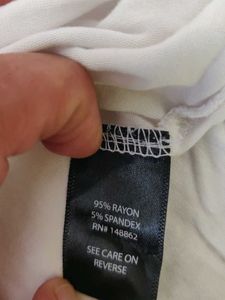 95% RAYON
5% SPANDEX
RN# 148862
SEE CARE ON
REVERSE